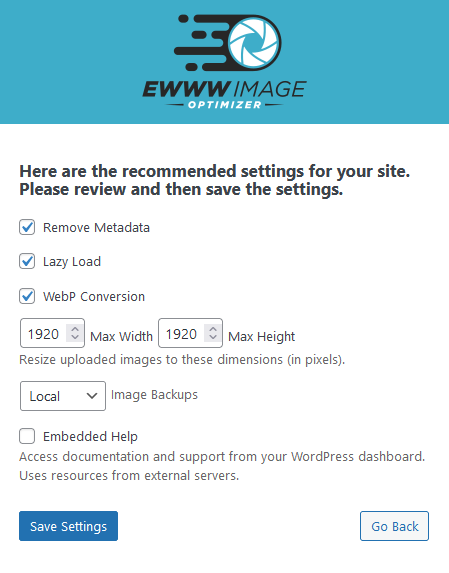 EWWW IMAGE
OPTIMIZER
Here are the recommended settings for your site.
Please review and then save the settings.
Remove Metadata
Lazy Load
WebP Conversion
1920 Max Width 1920 Max Height
Resize uploaded images to these dimensions (in pixels).
Local Image Backups
Embedded Help
Access documentation and support from your WordPress dashboard.
Uses resources from external servers.
Save Settings Go Back